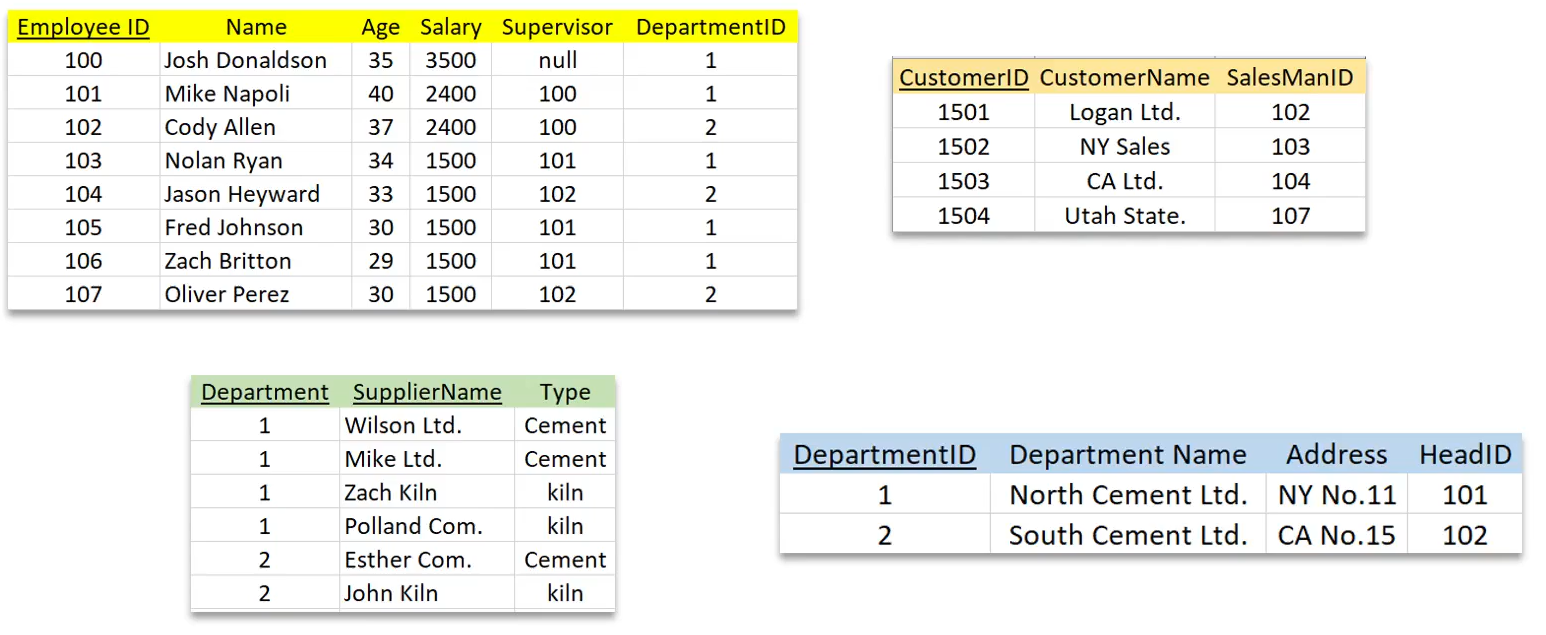 Employee ID Name Age Salary Supervisor DepartmentID
100 Josh Donaldson 35 3500 null 1
101 Mike Napoli 40 2400 100 1
102 Cody Allen 37 2400 100 2
103 Nolan Ryan 34 1500 101 1
104 Jason Heyward 33 1500 102 2
105 Fred Johnson 30 1500 101 1
106 Zach Britton 29 1500 101 1
107 Oliver Perez 30 1500 102 2
CustomerID CustomerName SalesManID
1501 Logan Ltd. 102
1502 NY Sales 103
1503 CA Ltd. 104
1504 Utah State. 107
Department SupplierName Type
1 Wilson Ltd. Cement
1 Mike Ltd. Cement
1 Zach Kiln kiln
1 Polland Com. kiln
2 Esther Com. Cement
2 John Kiln kiln
DepartmentID Department Name Address HeadID
1 North Cement Ltd. NY No.11 101
2 South Cement Ltd. CA No.15 102